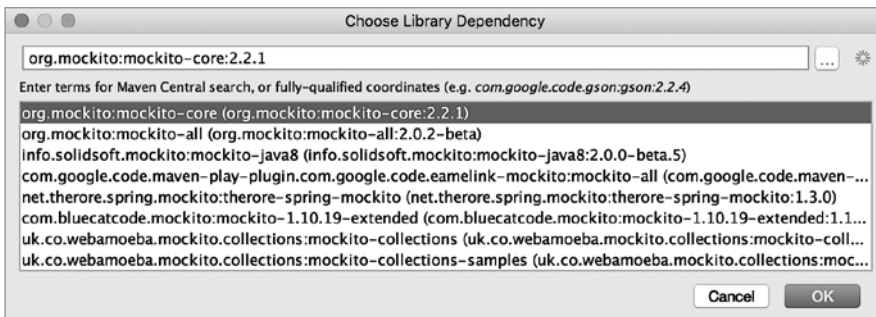 Choose Library Dependency
org.mockito:mockito-core:2.2.1
...
Enter terms for Maven Central search, or fully-qualified coordinates (e.g. com.google.code.gson:gson:2.2.4)
org.mockito:mockito-core (org.mockito:mockito-core:2.2.1)
org.mockito:mockito-all (org.mockito:mockito-all:2.0.2-beta)
info.solidsoft.mockito:mockito-java8 (info.solidsoft.mockito:mockito-java8:2.0.0-beta.5)
com.google.code.maven-play-plugin.com.google.code.eamelink-mockito:mockito-all (com.google.code.maven-...
net.therore.spring.mockito:therore-spring-mockito (net.therore.spring.mockito:therore-spring-mockito:1.3.0)
com.bluecatcode.mockito:mockito-1.10.19-extended (com.bluecatcode.mockito:mockito-1.10.19-extended:1.1...
uk.co.webamoeba.mockito.collections:mockito-collections (uk.co.webamoeba.mockito.collections:mockito-coll...
uk.co.webamoeba.mockito.collections:mockito-collections-samples (uk.co.webamoeba.mockito.collections:moc...
Cancel
OK